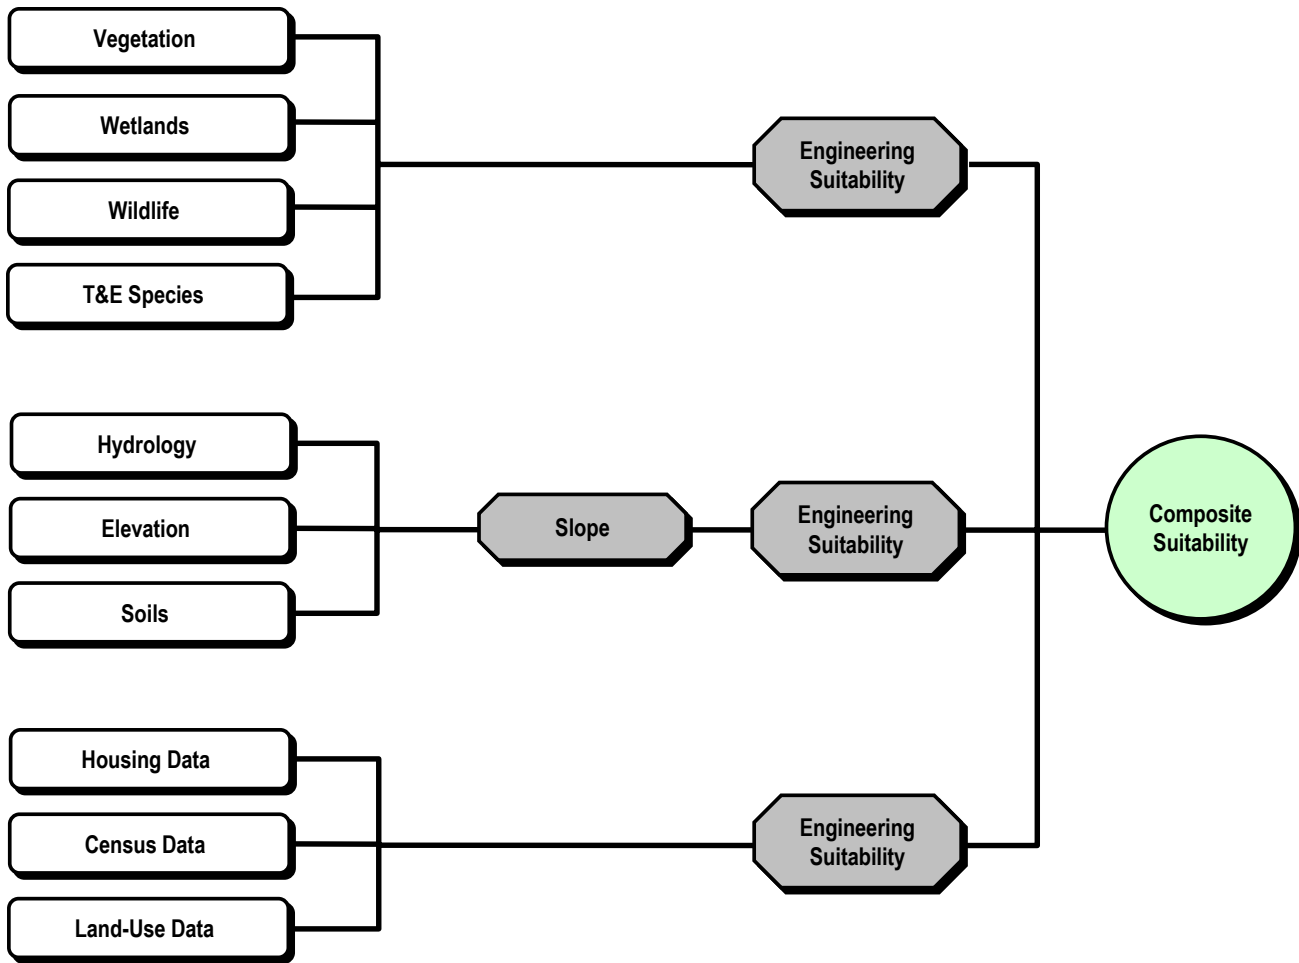 Vegetation
Wetlands
Wildlife
T&E Species
Engineering
Suitability
Hydrology
Elevation
Soils
Slope
Engineering
Suitability
Composite
Suitability
Housing Data
Census Data
Land-Use Data
Engineering
Suitability